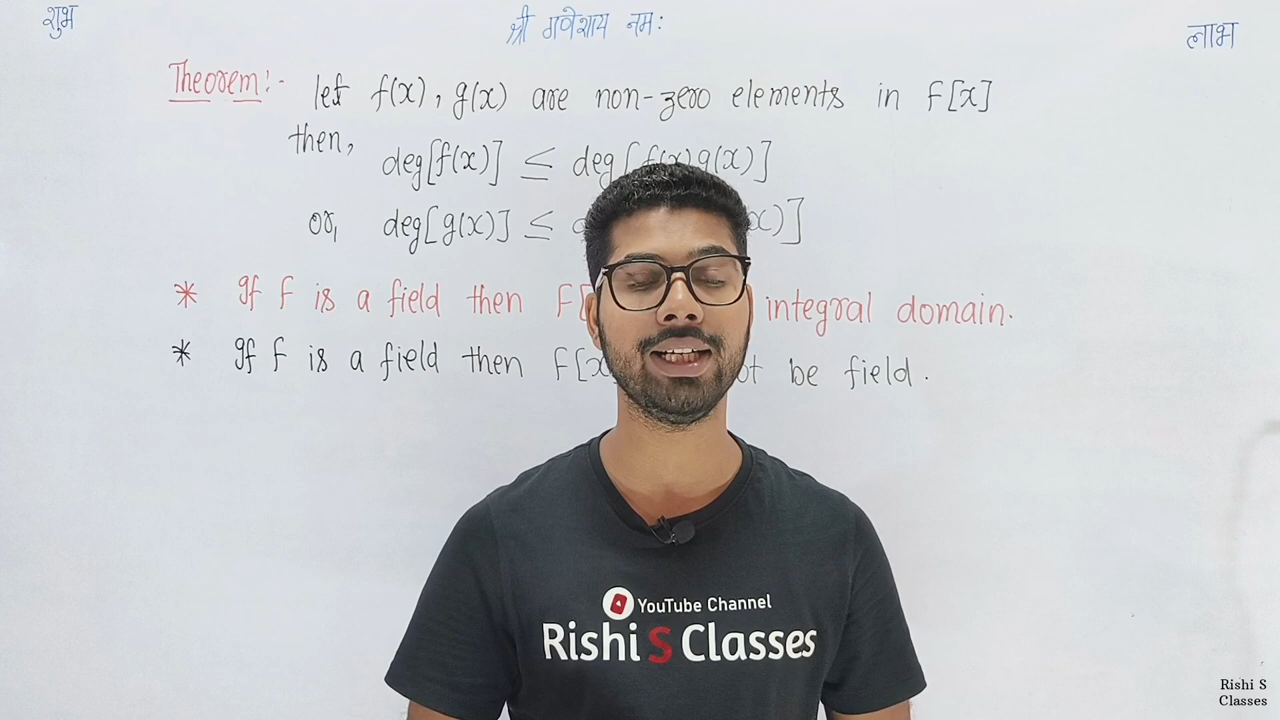 शुभ
श्री गणेशाय नमः
लाभ
Theorem:- let f(x), g(x) are non-zero elements in F[x]
then,
deg[f(x)] ≤ deg[f(x)g(x)]
or, deg[g(x)] ≤ x)]
* If F is a field then F[ integral domain.
* If F is a field then F[x ot be field.
YouTube Channel
Rishi S Classes
Rishi S
Classes